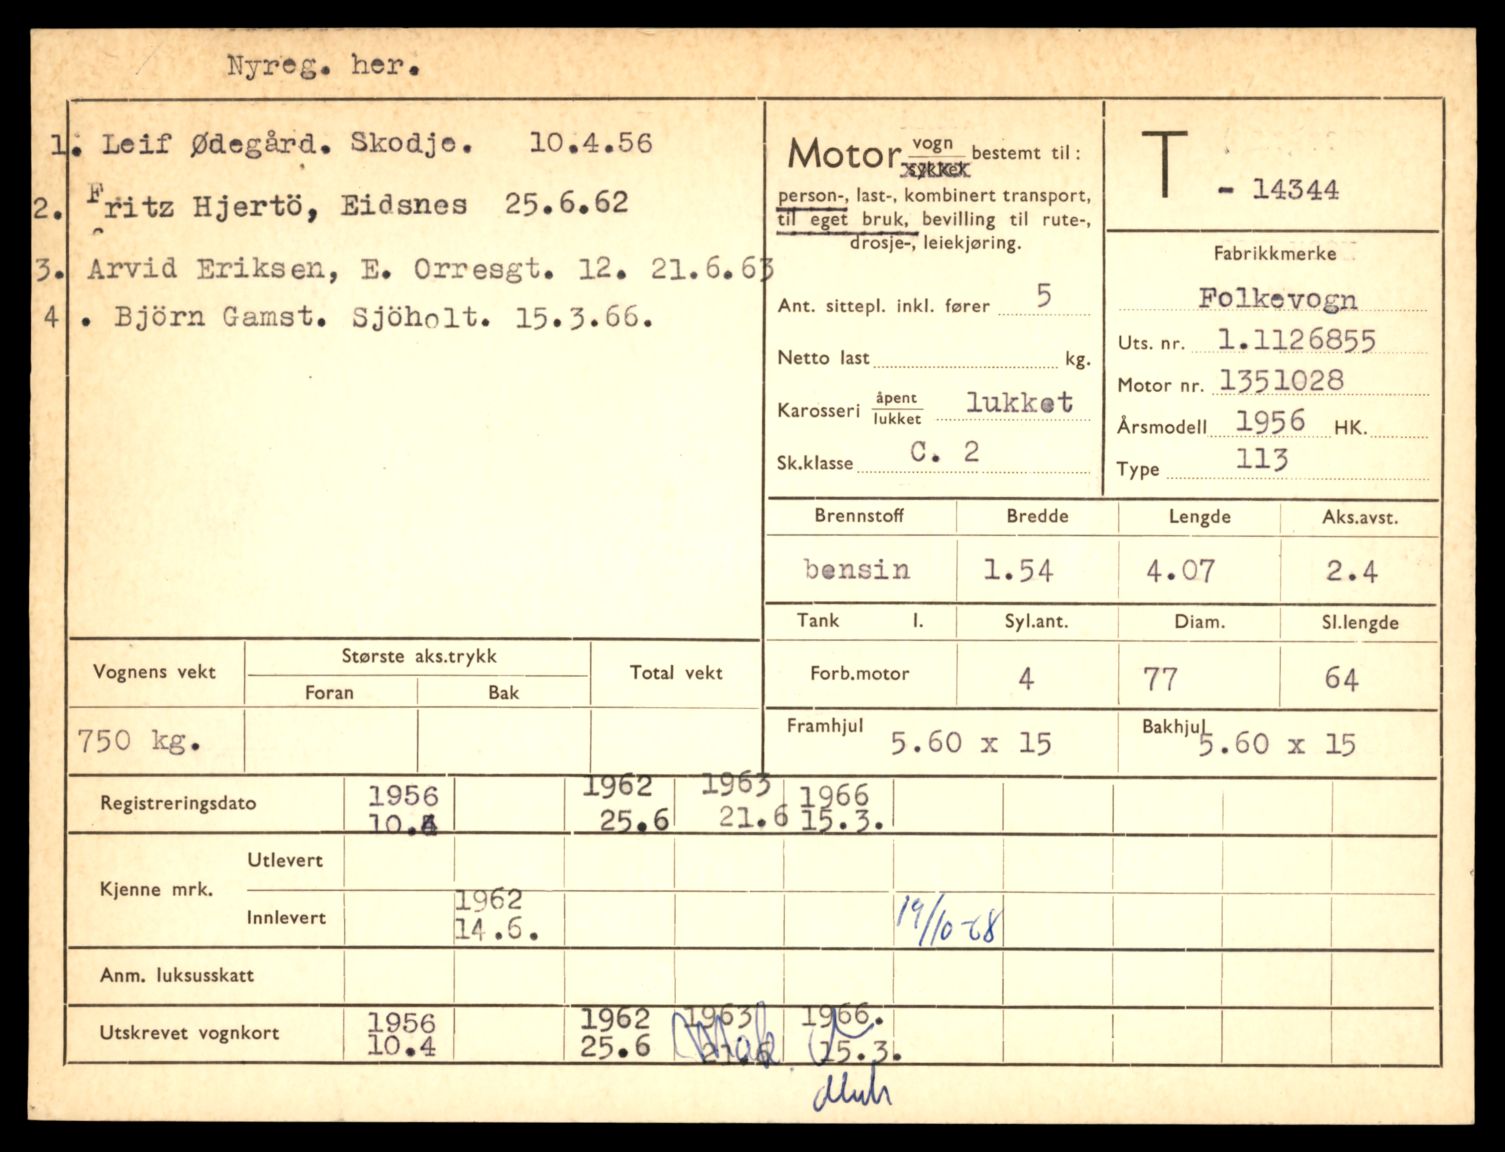 Nyreg. her.
1. Leif Ødegård. Skodje. 10.4.56
2. Fritz Hjertö, Eidsnes 25.6.62
3. Arvid Eriksen, E. Orresgt. 12. 21.6.63
4 . Björn Gamst. Sjöholt. 15.3.66.
Motor vogn bestemt til :
sykkel
person-, last-, kombinert transport,
til eget bruk, bevilling til rute-,
drosje-, leiekjøring.
Ant. sittepl. inkl. fører 5
Netto last kg.
Karosseri åpent lukket lukket
Sk.klasse C. 2
T - 14344
Fabrikkmerke
Folkevogn
Uts. nr. 1.1126855
Motor nr. 1351028
Årsmodell 1956 HK.
Type 113
Brennstoff Bredde Lengde Aks.avst.
bensin 1.54 4.07 2.4
Tank l. Syl.ant. Diam. Sl.lengde
Forb.motor 4 77 64
Framhjul 5.60 x 15 Bakhjul 5.60 x 15
Vognens vekt Største aks.trykk Total vekt
Foran Bak
750 kg.
Registreringsdato 1956 1962 1963 1966
10.4 25.6 21.6 15.3.
Kjenne mrk. Utlevert
Innlevert 1962 19/10-68
14.6.
Anm. luksusskatt
Utskrevet vognkort 1956 1962 1963 1966.
10.4 25.6 21.6 15.3.